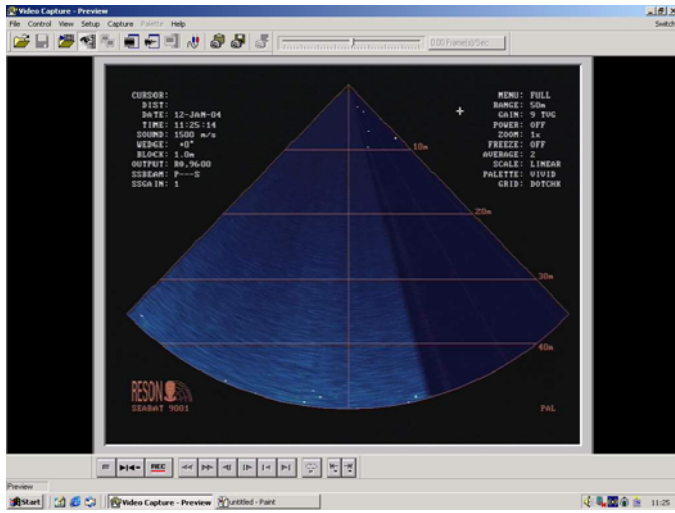 Video Capture - Preview
File Control View Setup Capture Palette Help
Switch
0.00 Frame(s)/Sec
CURSOR:
DIST:
DATE: 12-JAN-04
TIME: 11:25:14
SOUND: 1500 m/s
WEDGE: +0°
BLOCK: 1.0m
OUTPUT: R0,9600
SSBEAM: P---S
SSGAIN: 1
MENU: FULL
RANGE: 50m
GAIN: 9 TVG
POWER: OFF
ZOOM: 1x
FREEZE: OFF
AVERAGE: 2
SCALE: LINEAR
PALETTE: VIVID
GRID: DOTCHK
10m
20m
30m
40m
RESON
SEABAT 9001
PAL
REC
Preview
Start
Video Capture - Preview
untitled - Paint
11:25